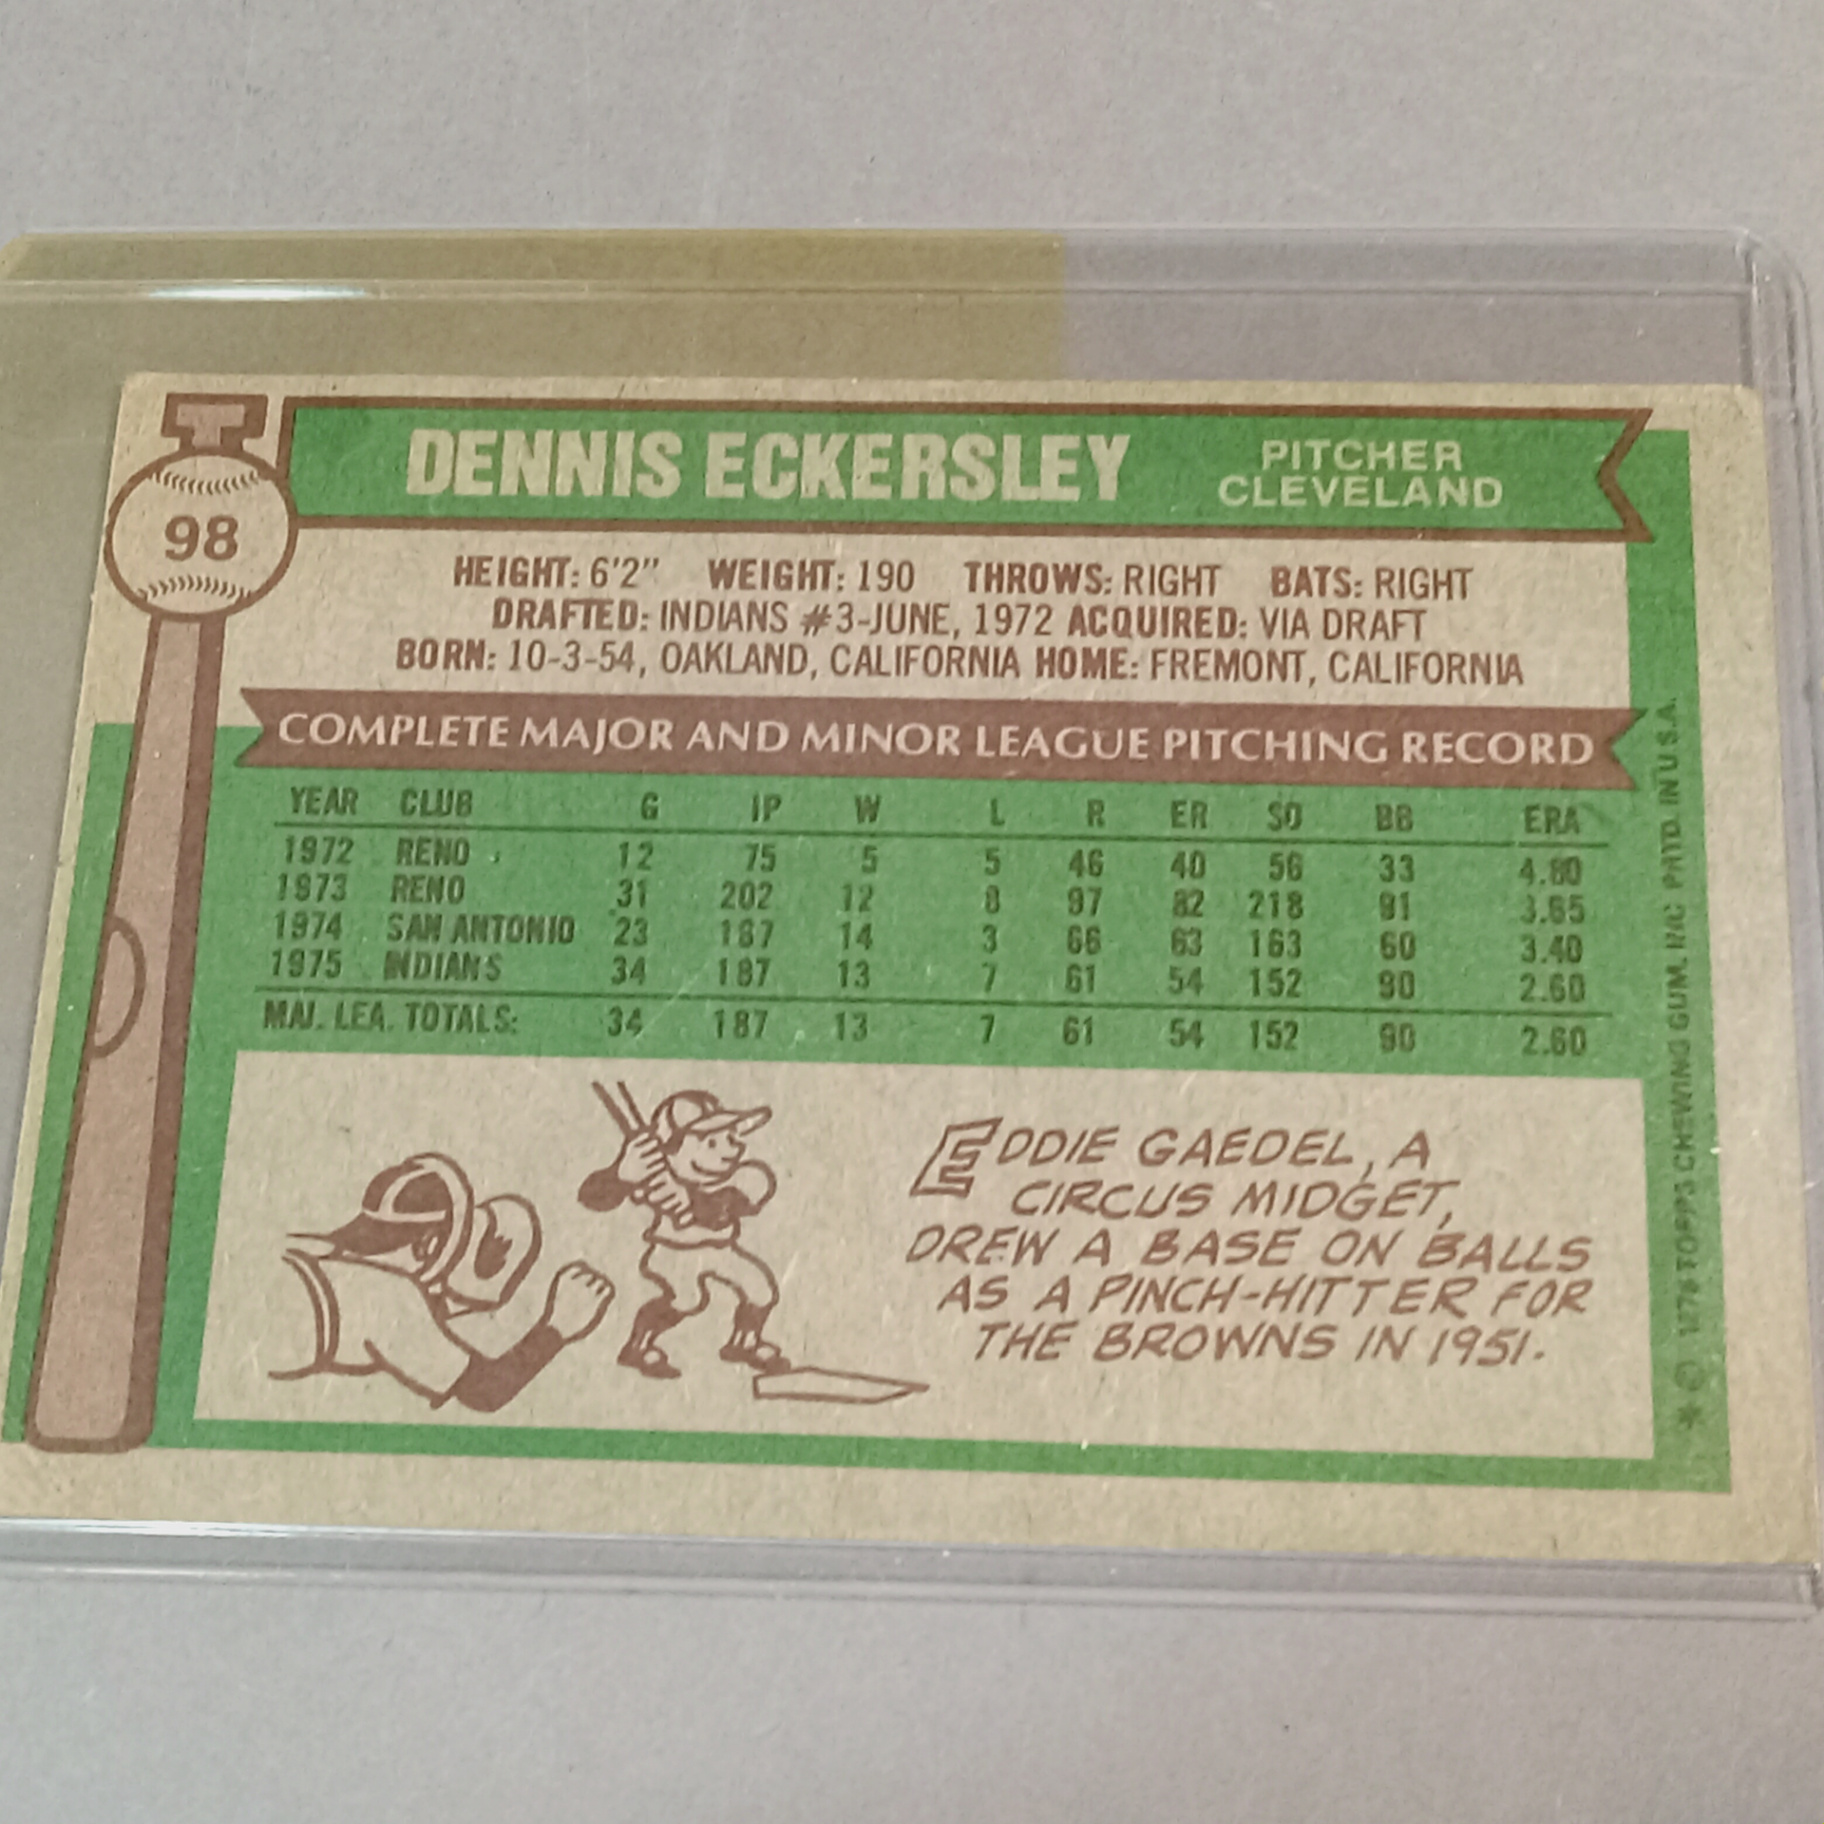 T
DENNIS ECKERSLEY
PITCHER
CLEVELAND
98
HEIGHT: 6'2" WEIGHT: 190 THROWS: RIGHT BATS: RIGHT
DRAFTED: INDIANS #3-JUNE, 1972 ACQUIRED: VIA DRAFT
BORN: 10-3-54, OAKLAND, CALIFORNIA HOME: FREMONT, CALIFORNIA
COMPLETE MAJOR AND MINOR LEAGUE PITCHING RECORD
YEAR CLUB G IP W L R ER SO BB ERA
1972 RENO 12 75 5 5 46 40 56 33 4.80
1973 RENO 31 202 12 8 97 82 218 91 3.65
1974 SAN ANTONIO 23 167 14 3 66 63 163 60 3.40
1975 INDIANS 34 187 13 7 61 54 152 90 2.60
MAJ. LEA. TOTALS: 34 187 13 7 61 54 152 90 2.60
EDDIE GAEDEL, A
CIRCUS MIDGET,
DREW A BASE ON BALLS
AS A PINCH-HITTER FOR
THE BROWNS IN 1951.
* © 1976 TOPPS CHEWING GUM, INC. PRTD. IN U.S.A.